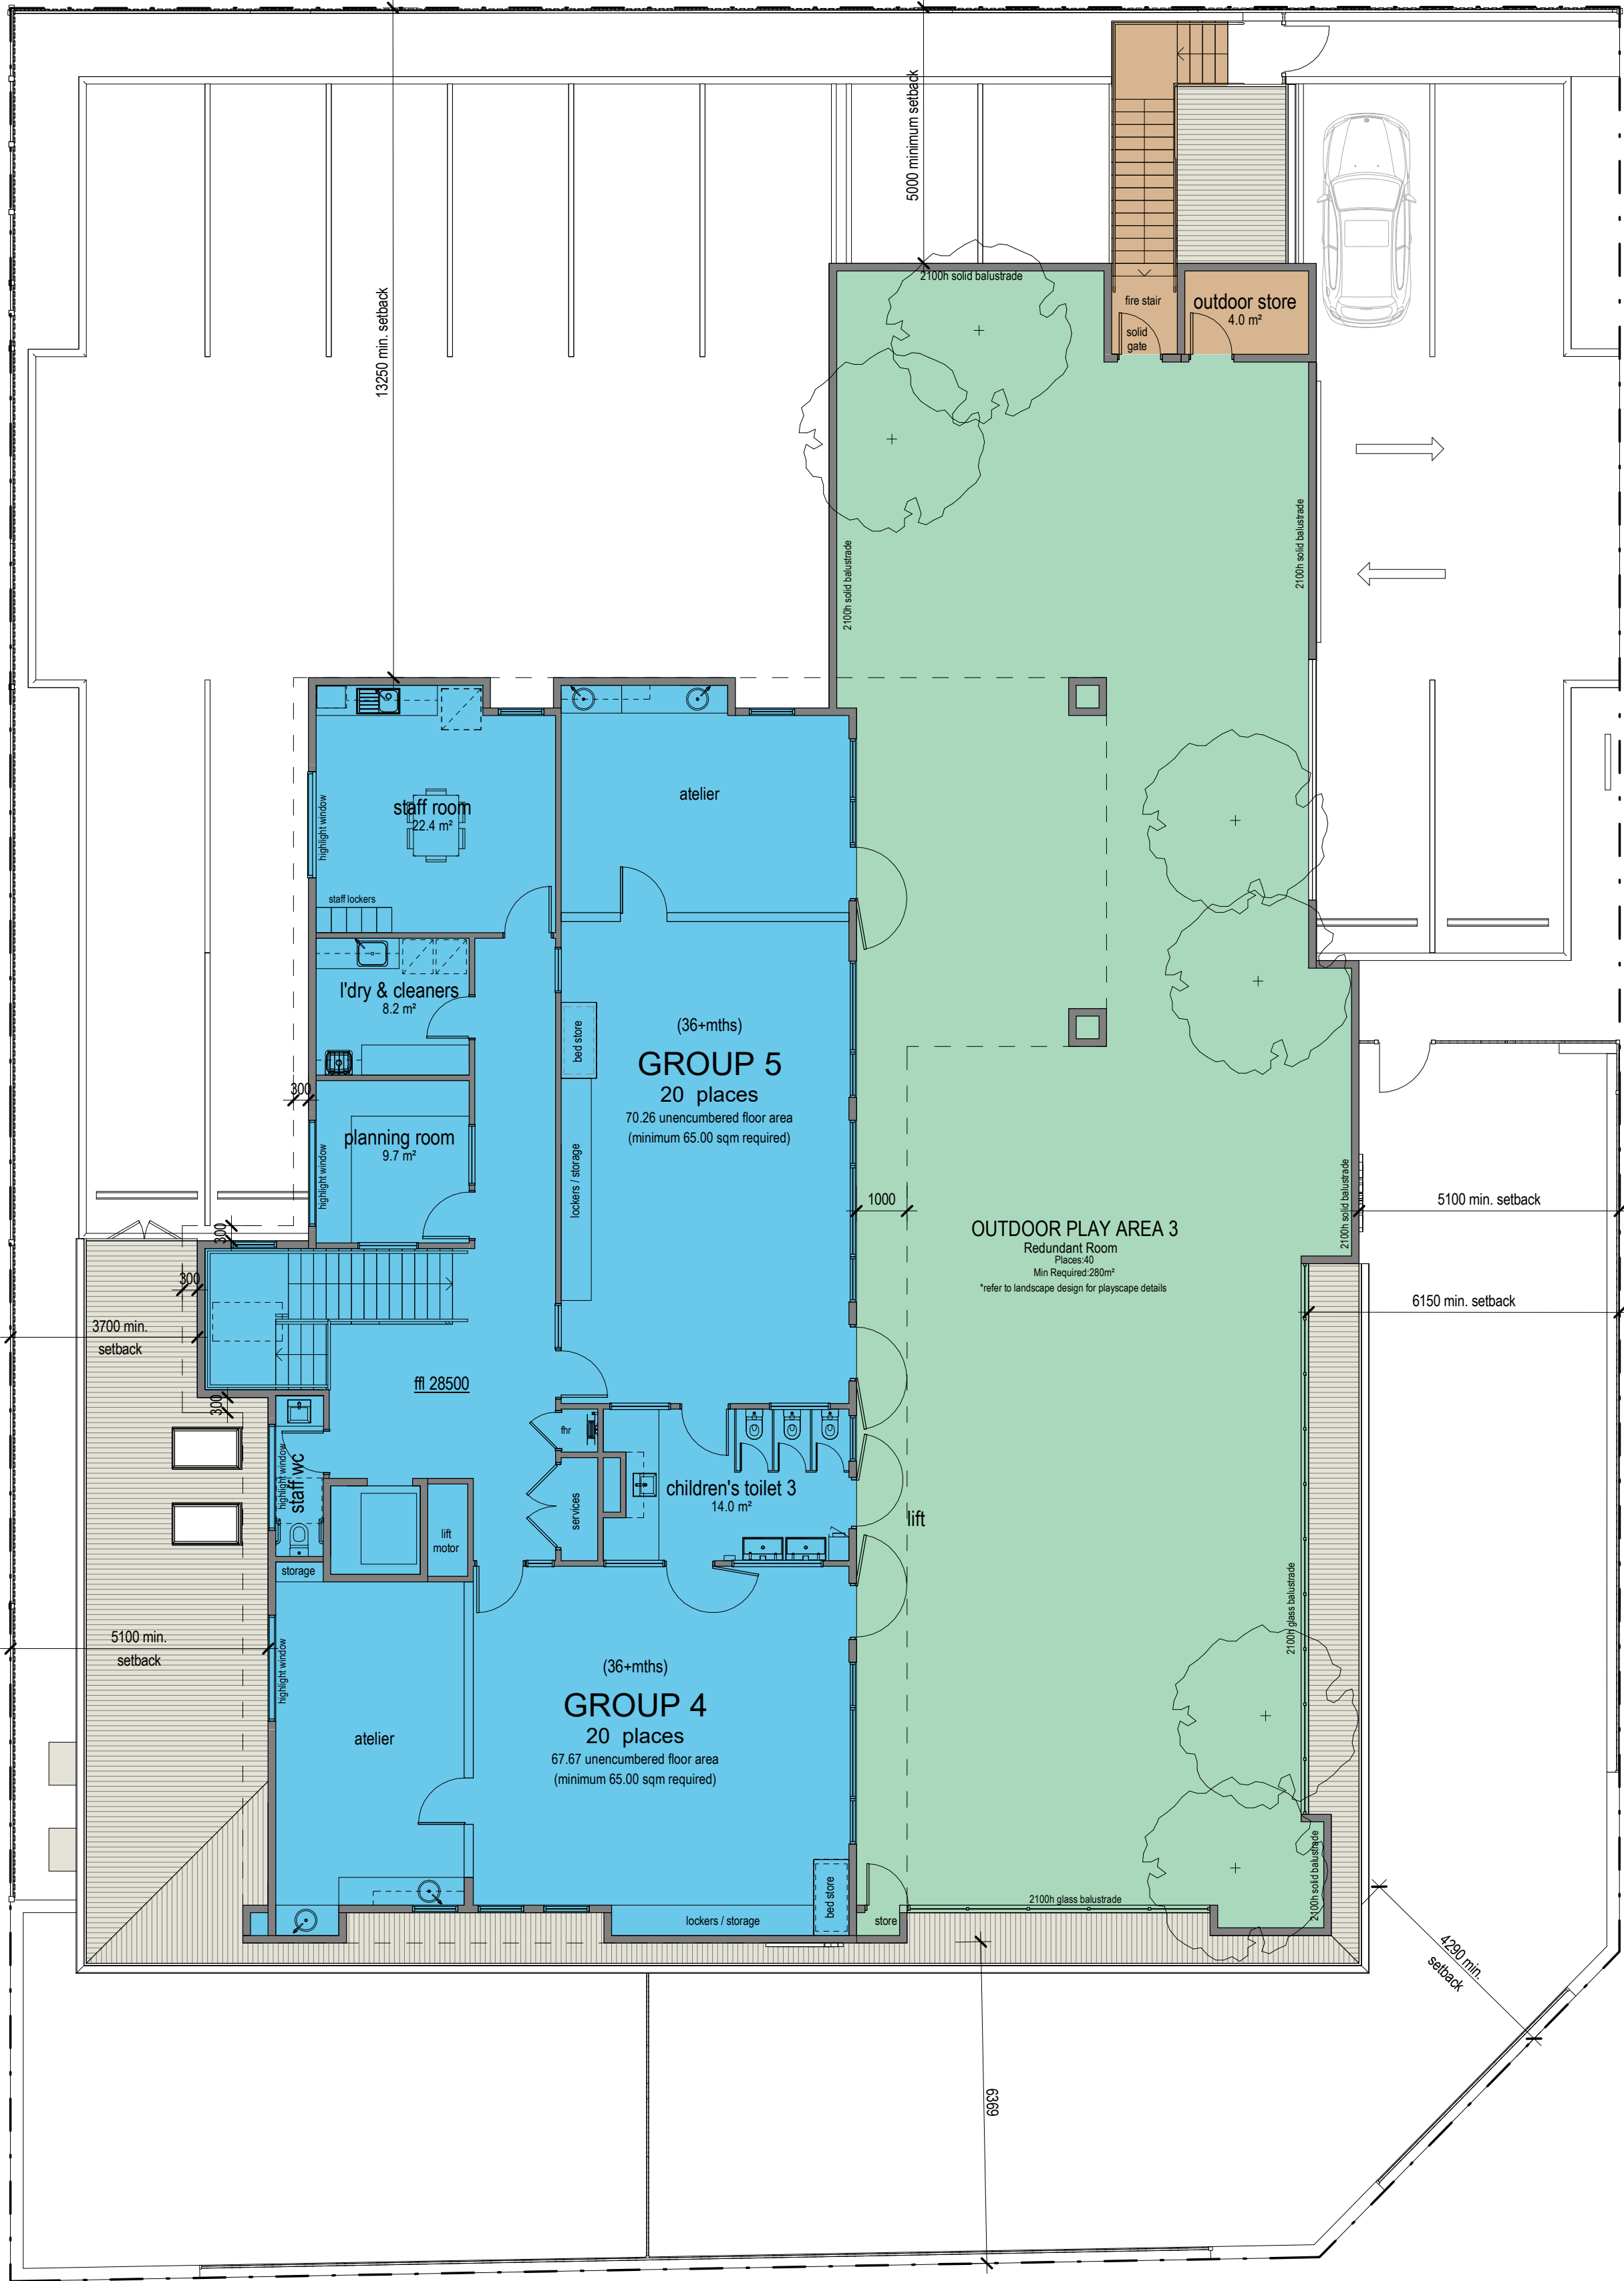 13250 min. setback
5000 minimum setback
2100h solid balustrade
fire stair
solid
gate
outdoor store
4.0 m²
2100h solid balustrade
2100h solid balustrade
staff room
22.4 m²
highlight window
staff lockers
atelier
l'dry & cleaners
8.2 m²
bed store
(36+mths)
GROUP 5
20 places
70.26 unencumbered floor area
(minimum 65.00 sqm required)
300
planning room
9.7 m²
highlight window
lockers / storage
1000
OUTDOOR PLAY AREA 3
Redundant Room
Places:40
Min Required:280m²
*refer to landscape design for playscape details
2100h solid balustrade
5100 min. setback
6150 min. setback
300
300
3700 min.
setback
300
ffl 28500
fhr
highlight window
staff wc
services
children's toilet 3
14.0 m²
lift
lift
motor
storage
5100 min.
setback
highlight window
atelier
(36+mths)
GROUP 4
20 places
67.67 unencumbered floor area
(minimum 65.00 sqm required)
2100h glass balustrade
bed store
lockers / storage
store
2100h glass balustrade
2100h solid balustrade
4290 min.
setback
6369